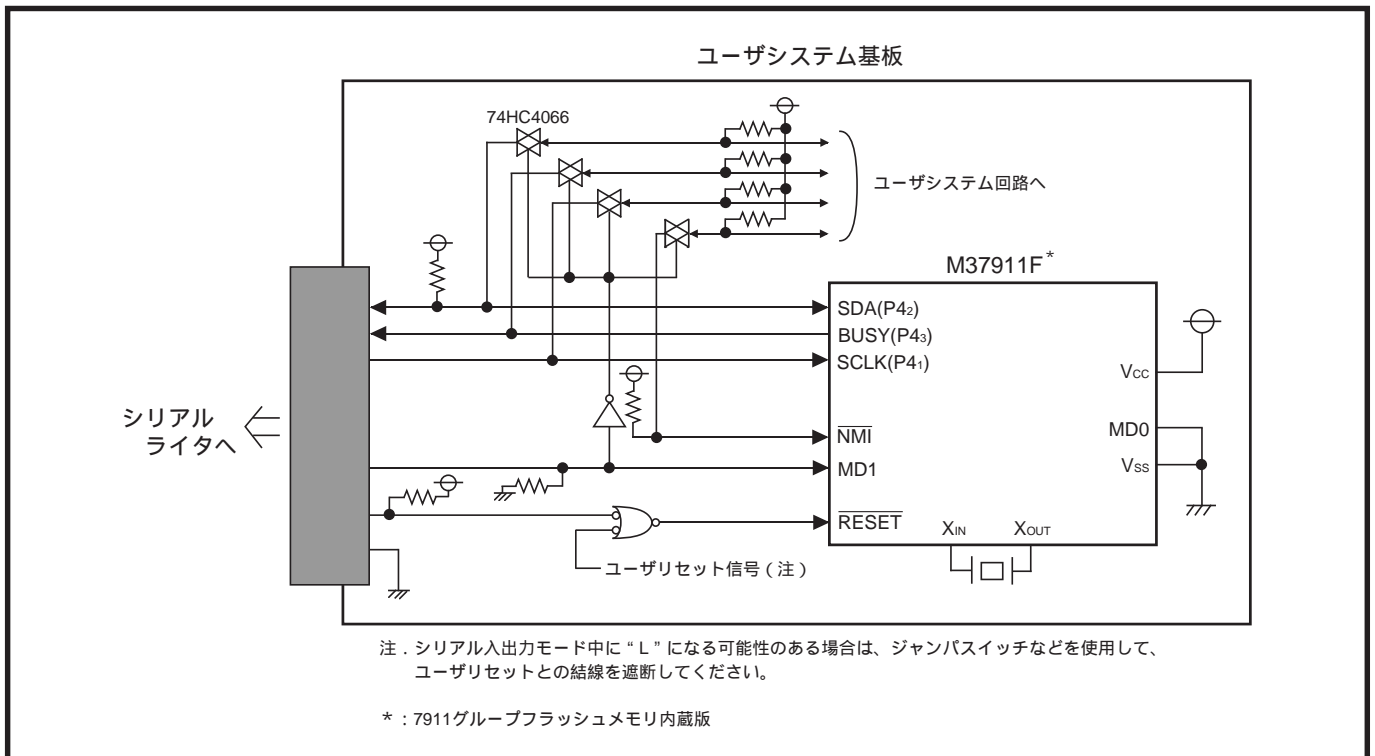 ユーザシステム基板
74HC4066
ユーザシステム回路へ
M37911F*
SDA(P42)
BUSY(P43)
SCLK(P41)
VCC
シリアル
ライタへ
NMI
MD0
MD1
VSS
RESET
XIN
XOUT
ユーザリセット信号(注)
注．シリアル入出力モード中に“L”になる可能性のある場合は、ジャンパスイッチなどを使用して、
ユーザリセットとの結線を遮断してください。
*：7911グループフラッシュメモリ内蔵版